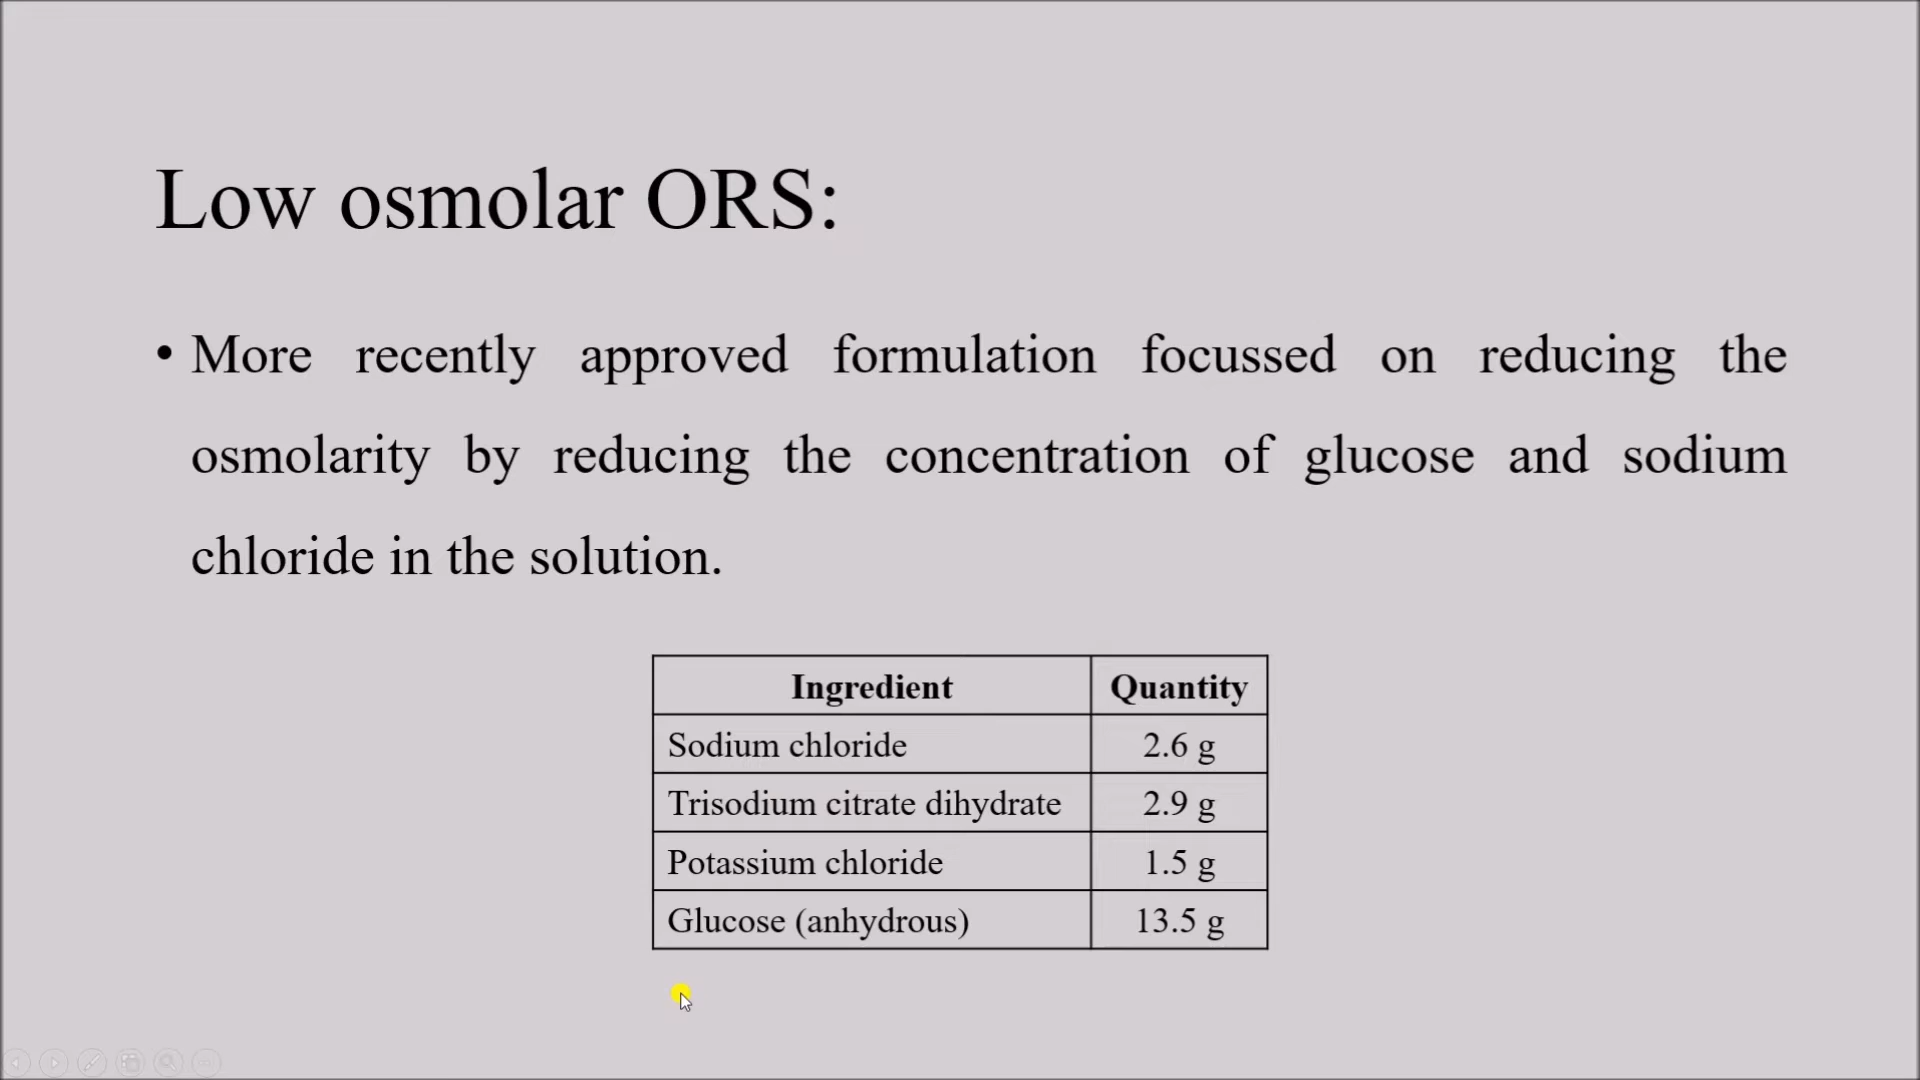 Low osmolar ORS:
• More recently approved formulation focussed on reducing the
osmolarity by reducing the concentration of glucose and sodium
chloride in the solution.
Ingredient Quantity
Sodium chloride 2.6 g
Trisodium citrate dihydrate 2.9 g
Potassium chloride 1.5 g
Glucose (anhydrous) 13.5 g